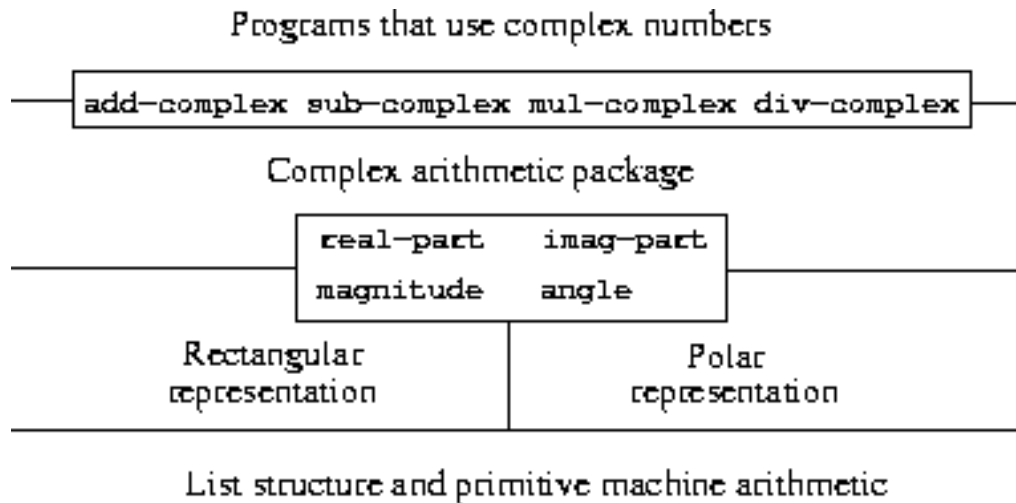 Programs that use complex numbers
add-complex sub-complex mul-complex div-complex
Complex arithmetic package
real-part imag-part
magnitude angle
Rectangular
representation
Polar
representation
List structure and primitive machine arithmetic